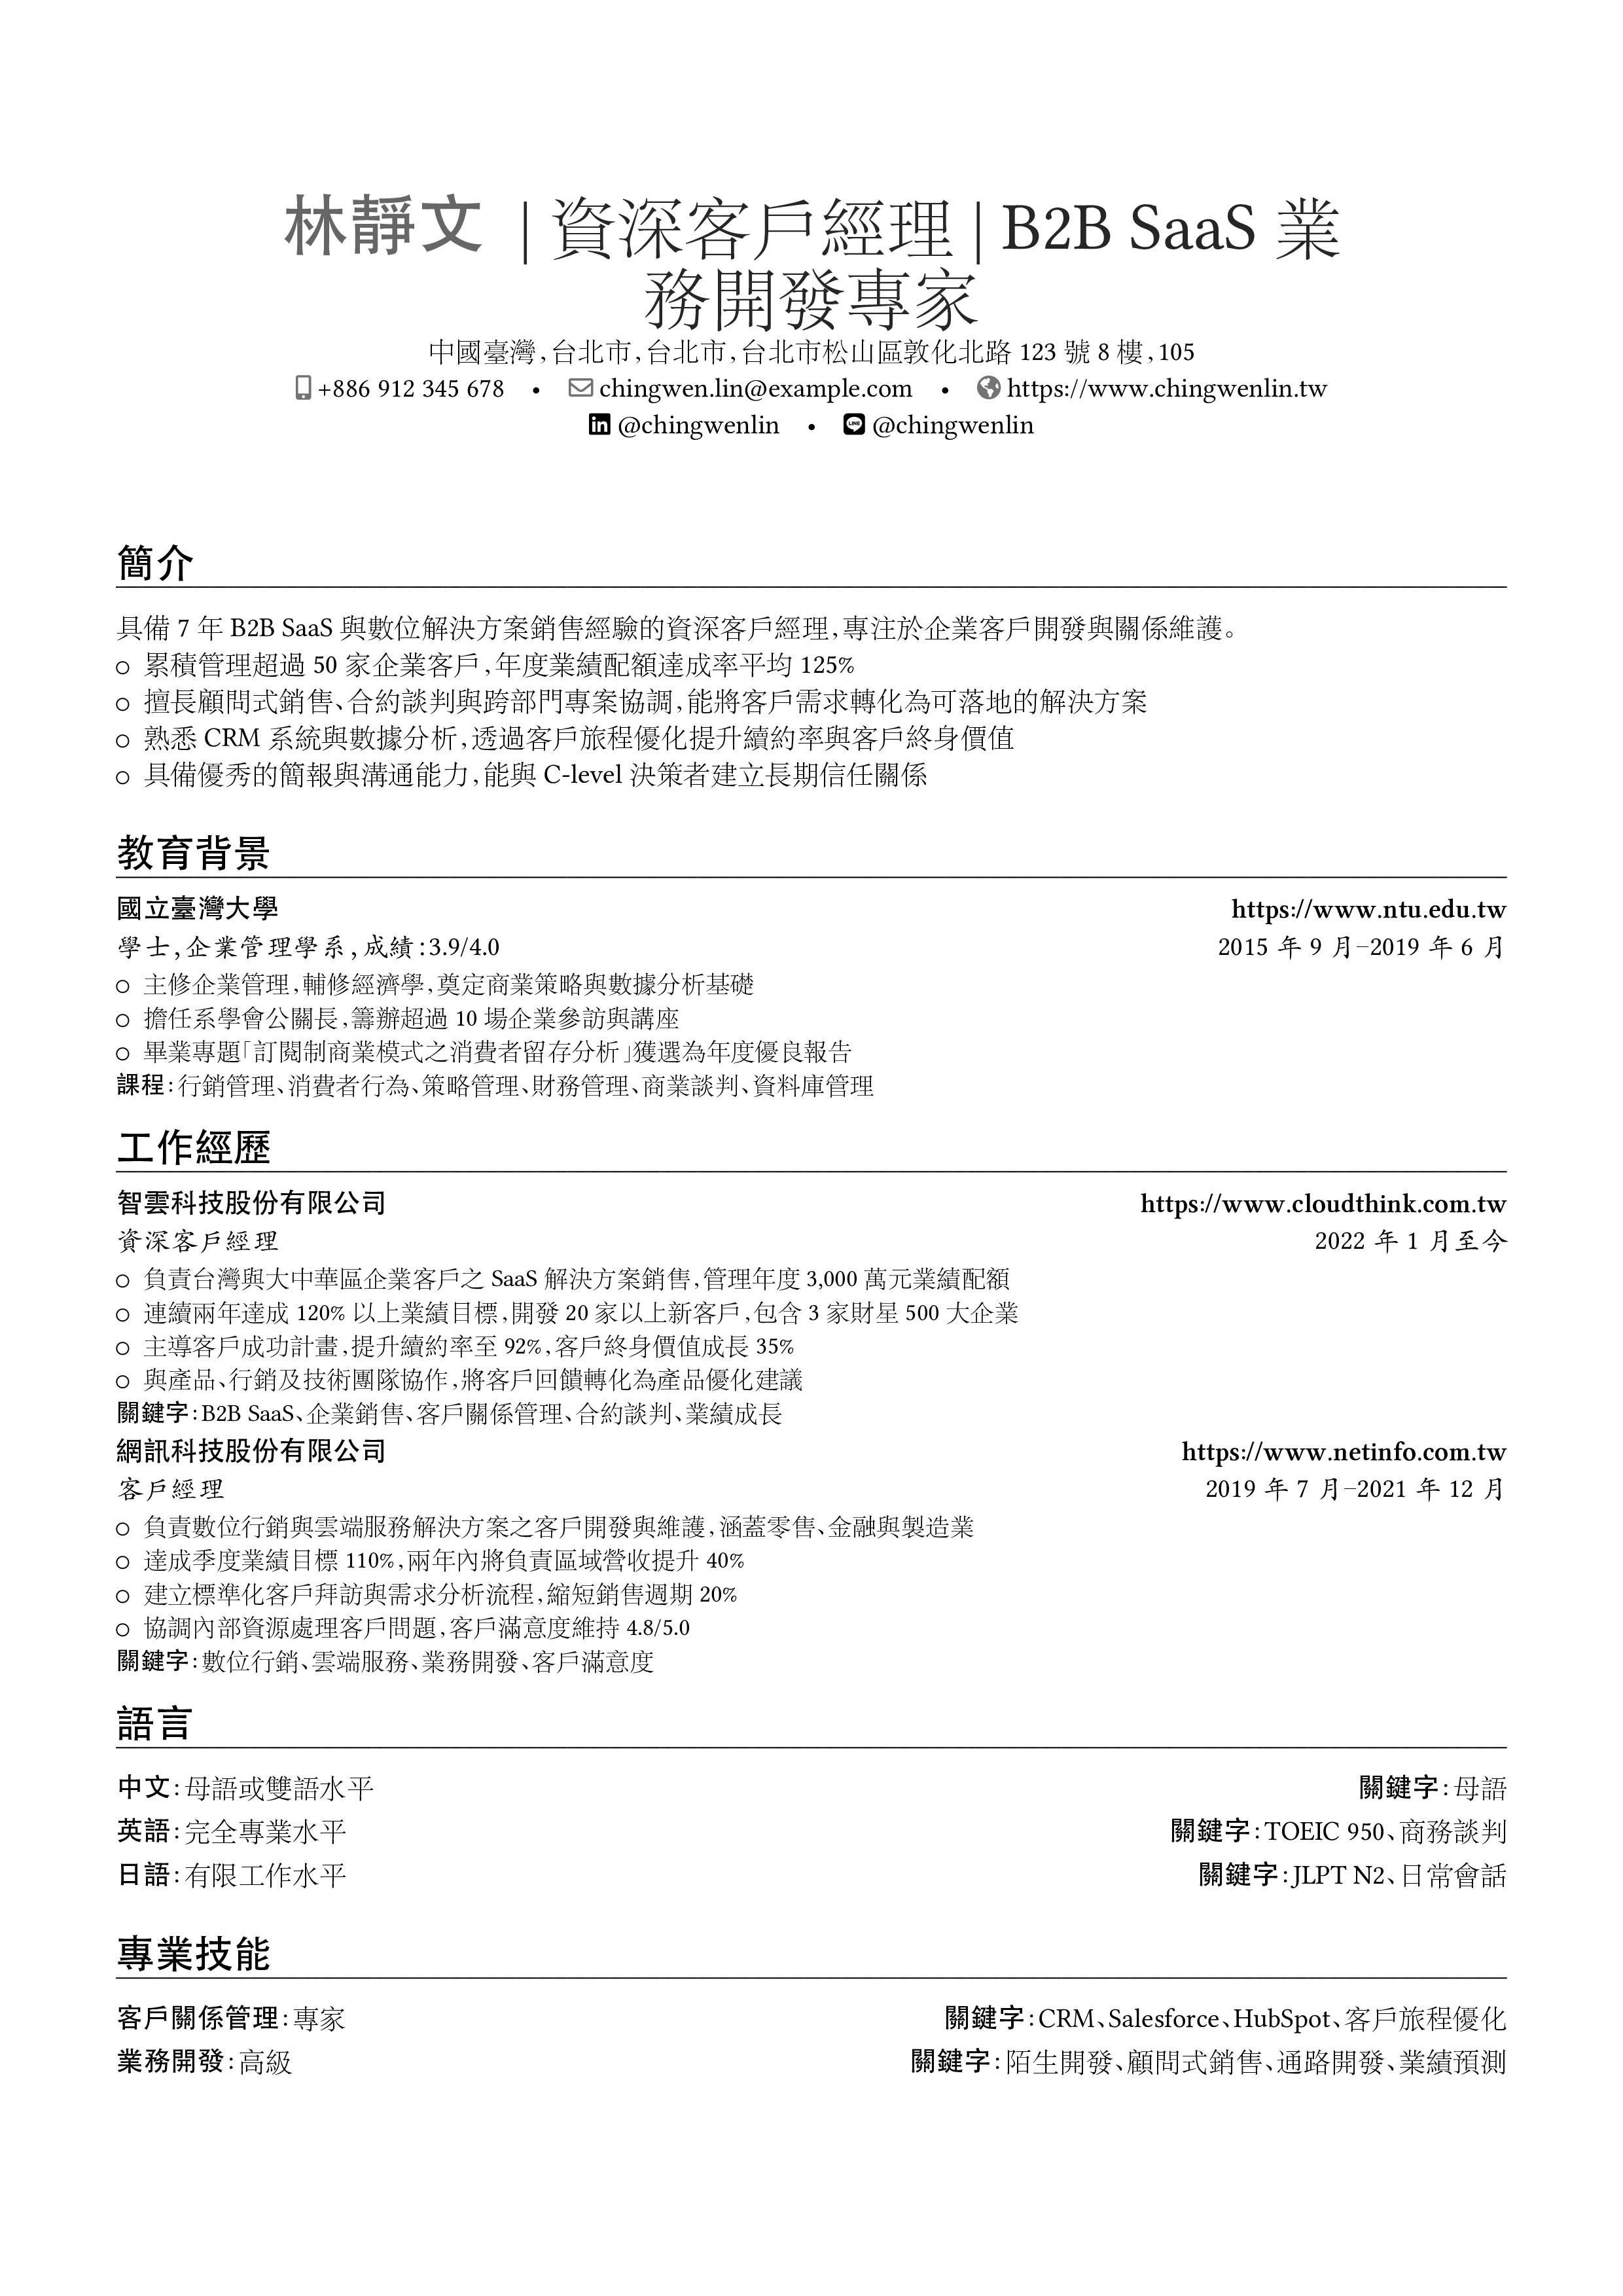 林靜文 | 資深客戶經理 | B2B SaaS 業
務開發專家
中國臺灣,台北市,台北市,台北市松山區敦化北路 123 號 8 樓,105
+886 912 345 678 • chingwen.lin@example.com • https://www.chingwenlin.tw
@chingwenlin • @chingwenlin
簡介
具備 7 年 B2B SaaS 與數位解決方案銷售經驗的資深客戶經理,專注於企業客戶開發與關係維護。
○ 累積管理超過 50 家企業客戶,年度業績配額達成率平均 125%
○ 擅長顧問式銷售、合約談判與跨部門專案協調,能將客戶需求轉化為可落地的解決方案
○ 熟悉 CRM 系統與數據分析,透過客戶旅程優化提升續約率與客戶終身價值
○ 具備優秀的簡報與溝通能力,能與 C-level 決策者建立長期信任關係
教育背景
國立臺灣大學 https://www.ntu.edu.tw
學士,企業管理學系,成績:3.9/4.0 2015 年 9 月–2019 年 6 月
○ 主修企業管理,輔修經濟學,奠定商業策略與數據分析基礎
○ 擔任系學會公關長,籌辦超過 10 場企業參訪與講座
○ 畢業專題「訂閱制商業模式之消費者留存分析」獲選為年度優良報告
課程:行銷管理、消費者行為、策略管理、財務管理、商業談判、資料庫管理
工作經歷
智雲科技股份有限公司 https://www.cloudthink.com.tw
資深客戶經理 2022 年 1 月至今
○ 負責台灣與大中華區企業客戶之 SaaS 解決方案銷售,管理年度 3,000 萬元業績配額
○ 連續兩年達成 120% 以上業績目標,開發 20 家以上新客戶,包含 3 家財星 500 大企業
○ 主導客戶成功計畫,提升續約率至 92%,客戶終身價值成長 35%
○ 與產品、行銷及技術團隊協作,將客戶回饋轉化為產品優化建議
關鍵字:B2B SaaS、企業銷售、客戶關係管理、合約談判、業績成長
網訊科技股份有限公司 https://www.netinfo.com.tw
客戶經理 2019 年 7 月–2021 年 12 月
○ 負責數位行銷與雲端服務解決方案之客戶開發與維護,涵蓋零售、金融與製造業
○ 達成季度業績目標 110%,兩年內將負責區域營收提升 40%
○ 建立標準化客戶拜訪與需求分析流程,縮短銷售週期 20%
○ 協調內部資源處理客戶問題,客戶滿意度維持 4.8/5.0
關鍵字:數位行銷、雲端服務、業務開發、客戶滿意度
語言
中文:母語或雙語水平 關鍵字:母語
英語:完全專業水平 關鍵字:TOEIC 950、商務談判
日語:有限工作水平 關鍵字:JLPT N2、日常會話
專業技能
客戶關係管理:專家 關鍵字:CRM、Salesforce、HubSpot、客戶旅程優化
業務開發:高級 關鍵字:陌生開發、顧問式銷售、通路開發、業績預測